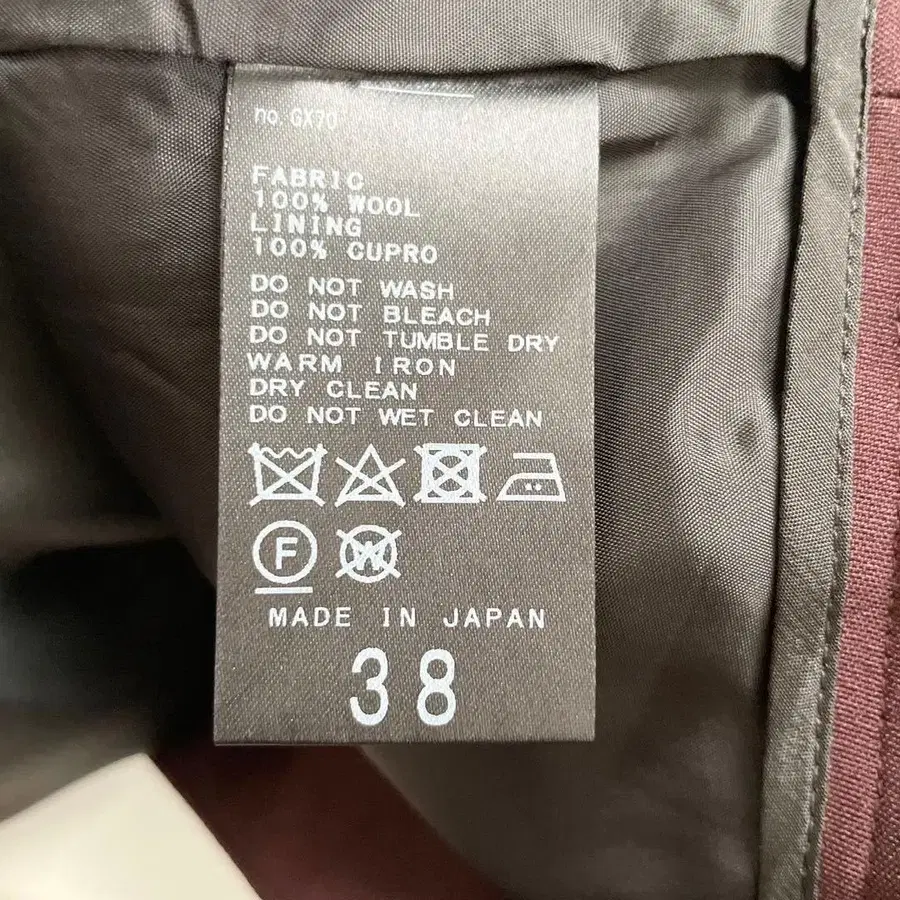 no. GX70
FABRIC
100% WOOL
LINING
100% CUPRO
DO NOT WASH
DO NOT BLEACH
DO NOT TUMBLE DRY
WARM IRON
DRY CLEAN
DO NOT WET CLEAN
F W
MADE IN JAPAN
38